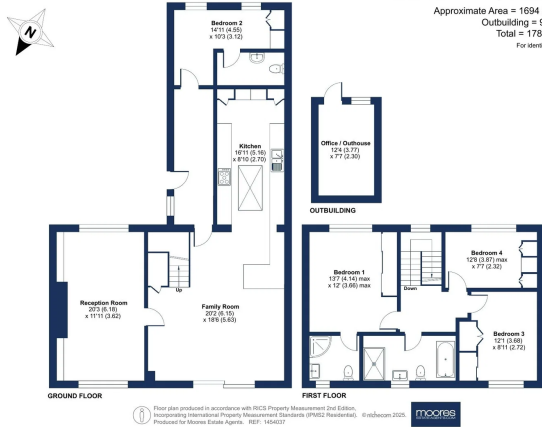 Approximate Area = 1694
Outbuilding = 9
Total = 178
For identi
N
Bedroom 2
14'11 (4.55)
x 10'3 (3.12)
Kitchen
16'11 (5.16)
x 8'10 (2.70)
Office / Outhouse
12'4 (3.77)
x 7'7 (2.30)
OUTBUILDING
Reception Room
20'3 (6.18)
x 11'11 (3.62)
Up
Family Room
20'2 (6.15)
x 18'6 (5.63)
GROUND FLOOR
Bedroom 1
13'7 (4.14) max
x 12' (3.66) max
Down
Bedroom 4
12'8 (3.87) max
x 7'7 (2.32)
Bedroom 3
12'1 (3.68)
x 8'11 (2.72)
FIRST FLOOR
Floor plan produced in accordance with RICS Property Measurement 2nd Edition,
Incorporating International Property Measurement Standards (IPMS2 Residential). ©nichecom 2025.
Produced for Moores Estate Agents. REF: 1454037
moores